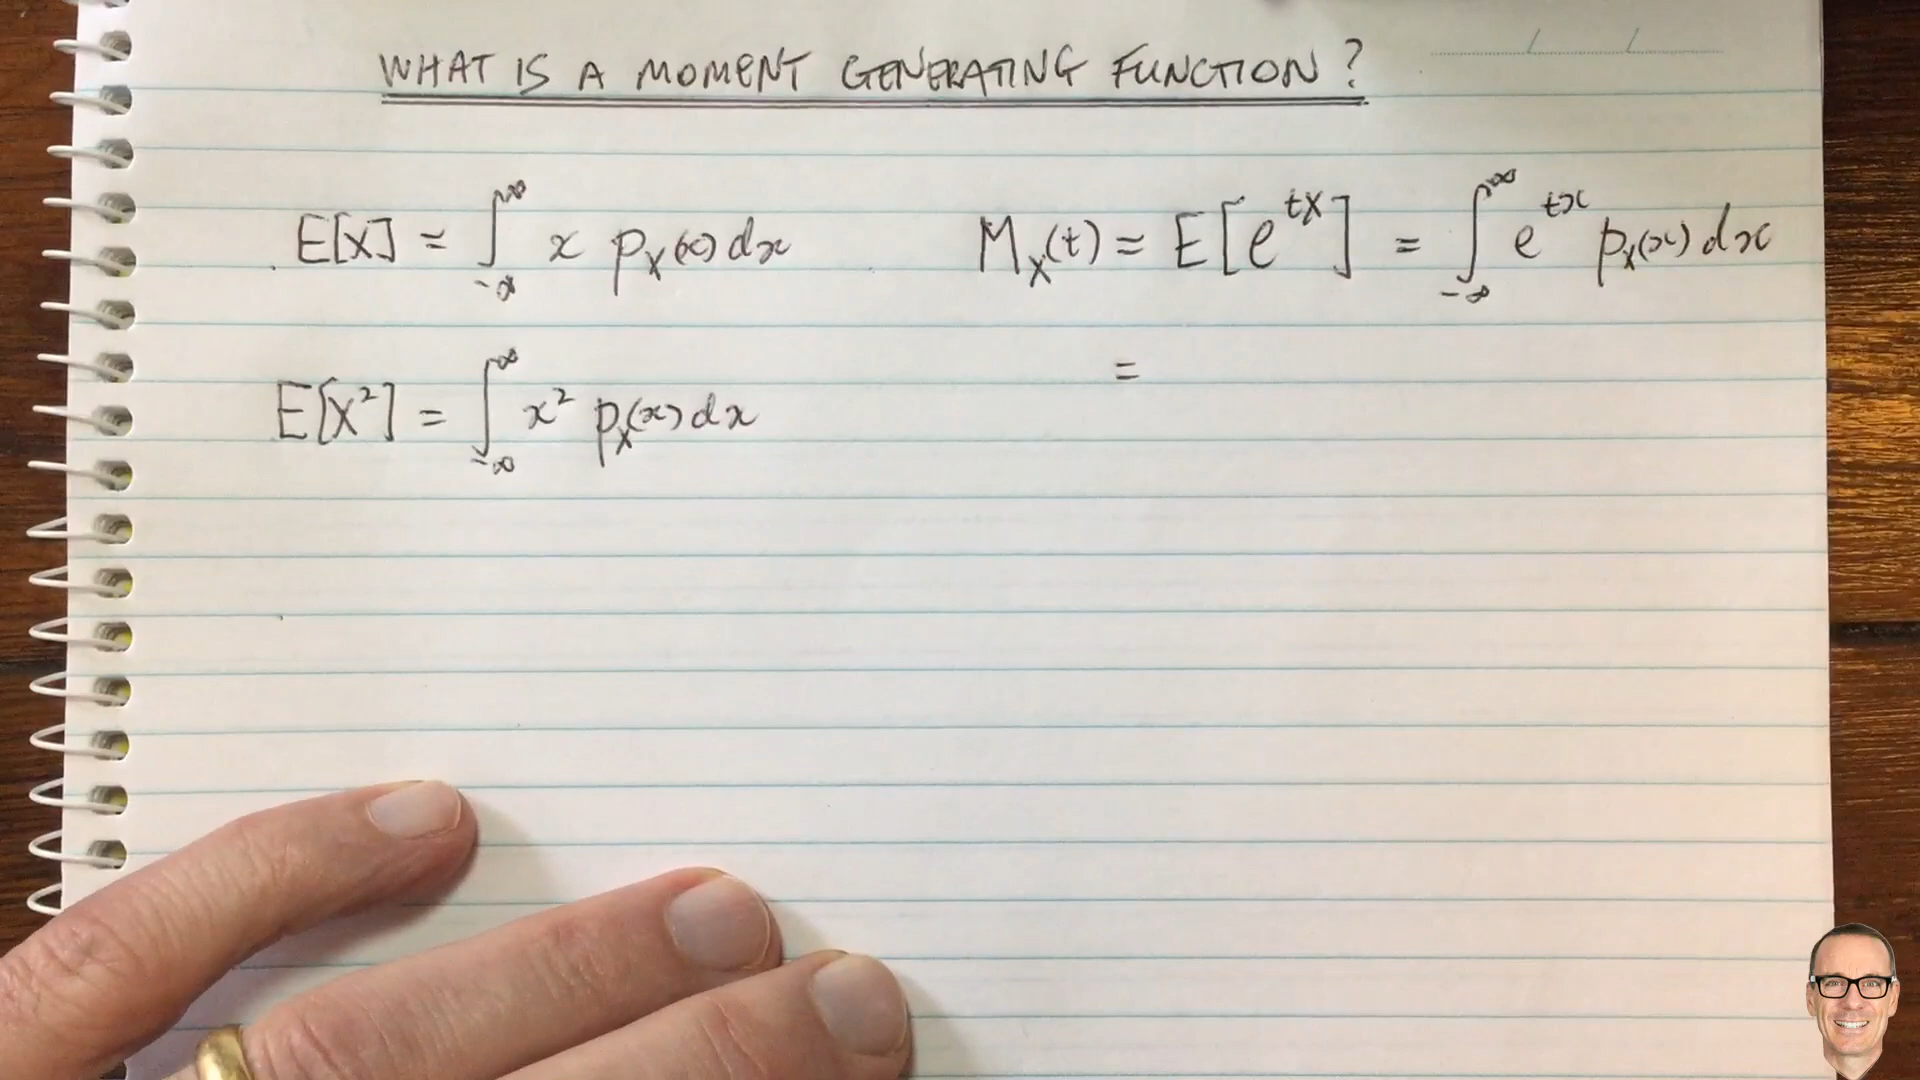 WHAT IS A MOMENT GENERATING FUNCTION?
E[X] = ∫_{-∞}^{∞} x p_X(x) dx
M_X(t) = E[e^{tX}] = ∫_{-∞}^{∞} e^{tx} p_X(x) dx
E[X²] = ∫_{-∞}^{∞} x² p_X(x) dx
=